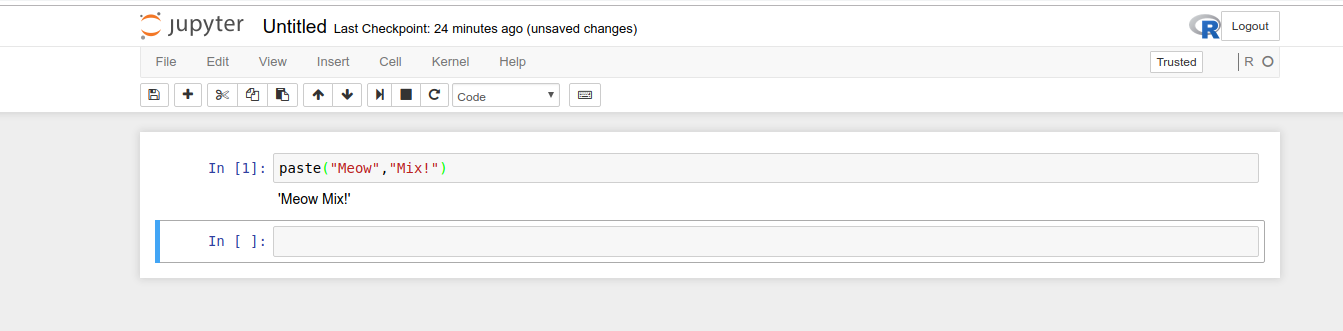 jupyter Untitled Last Checkpoint: 24 minutes ago (unsaved changes) R Logout
File Edit View Insert Cell Kernel Help Trusted R
Code
In [1]: paste("Meow","Mix!")
'Meow Mix!'
In [ ]: